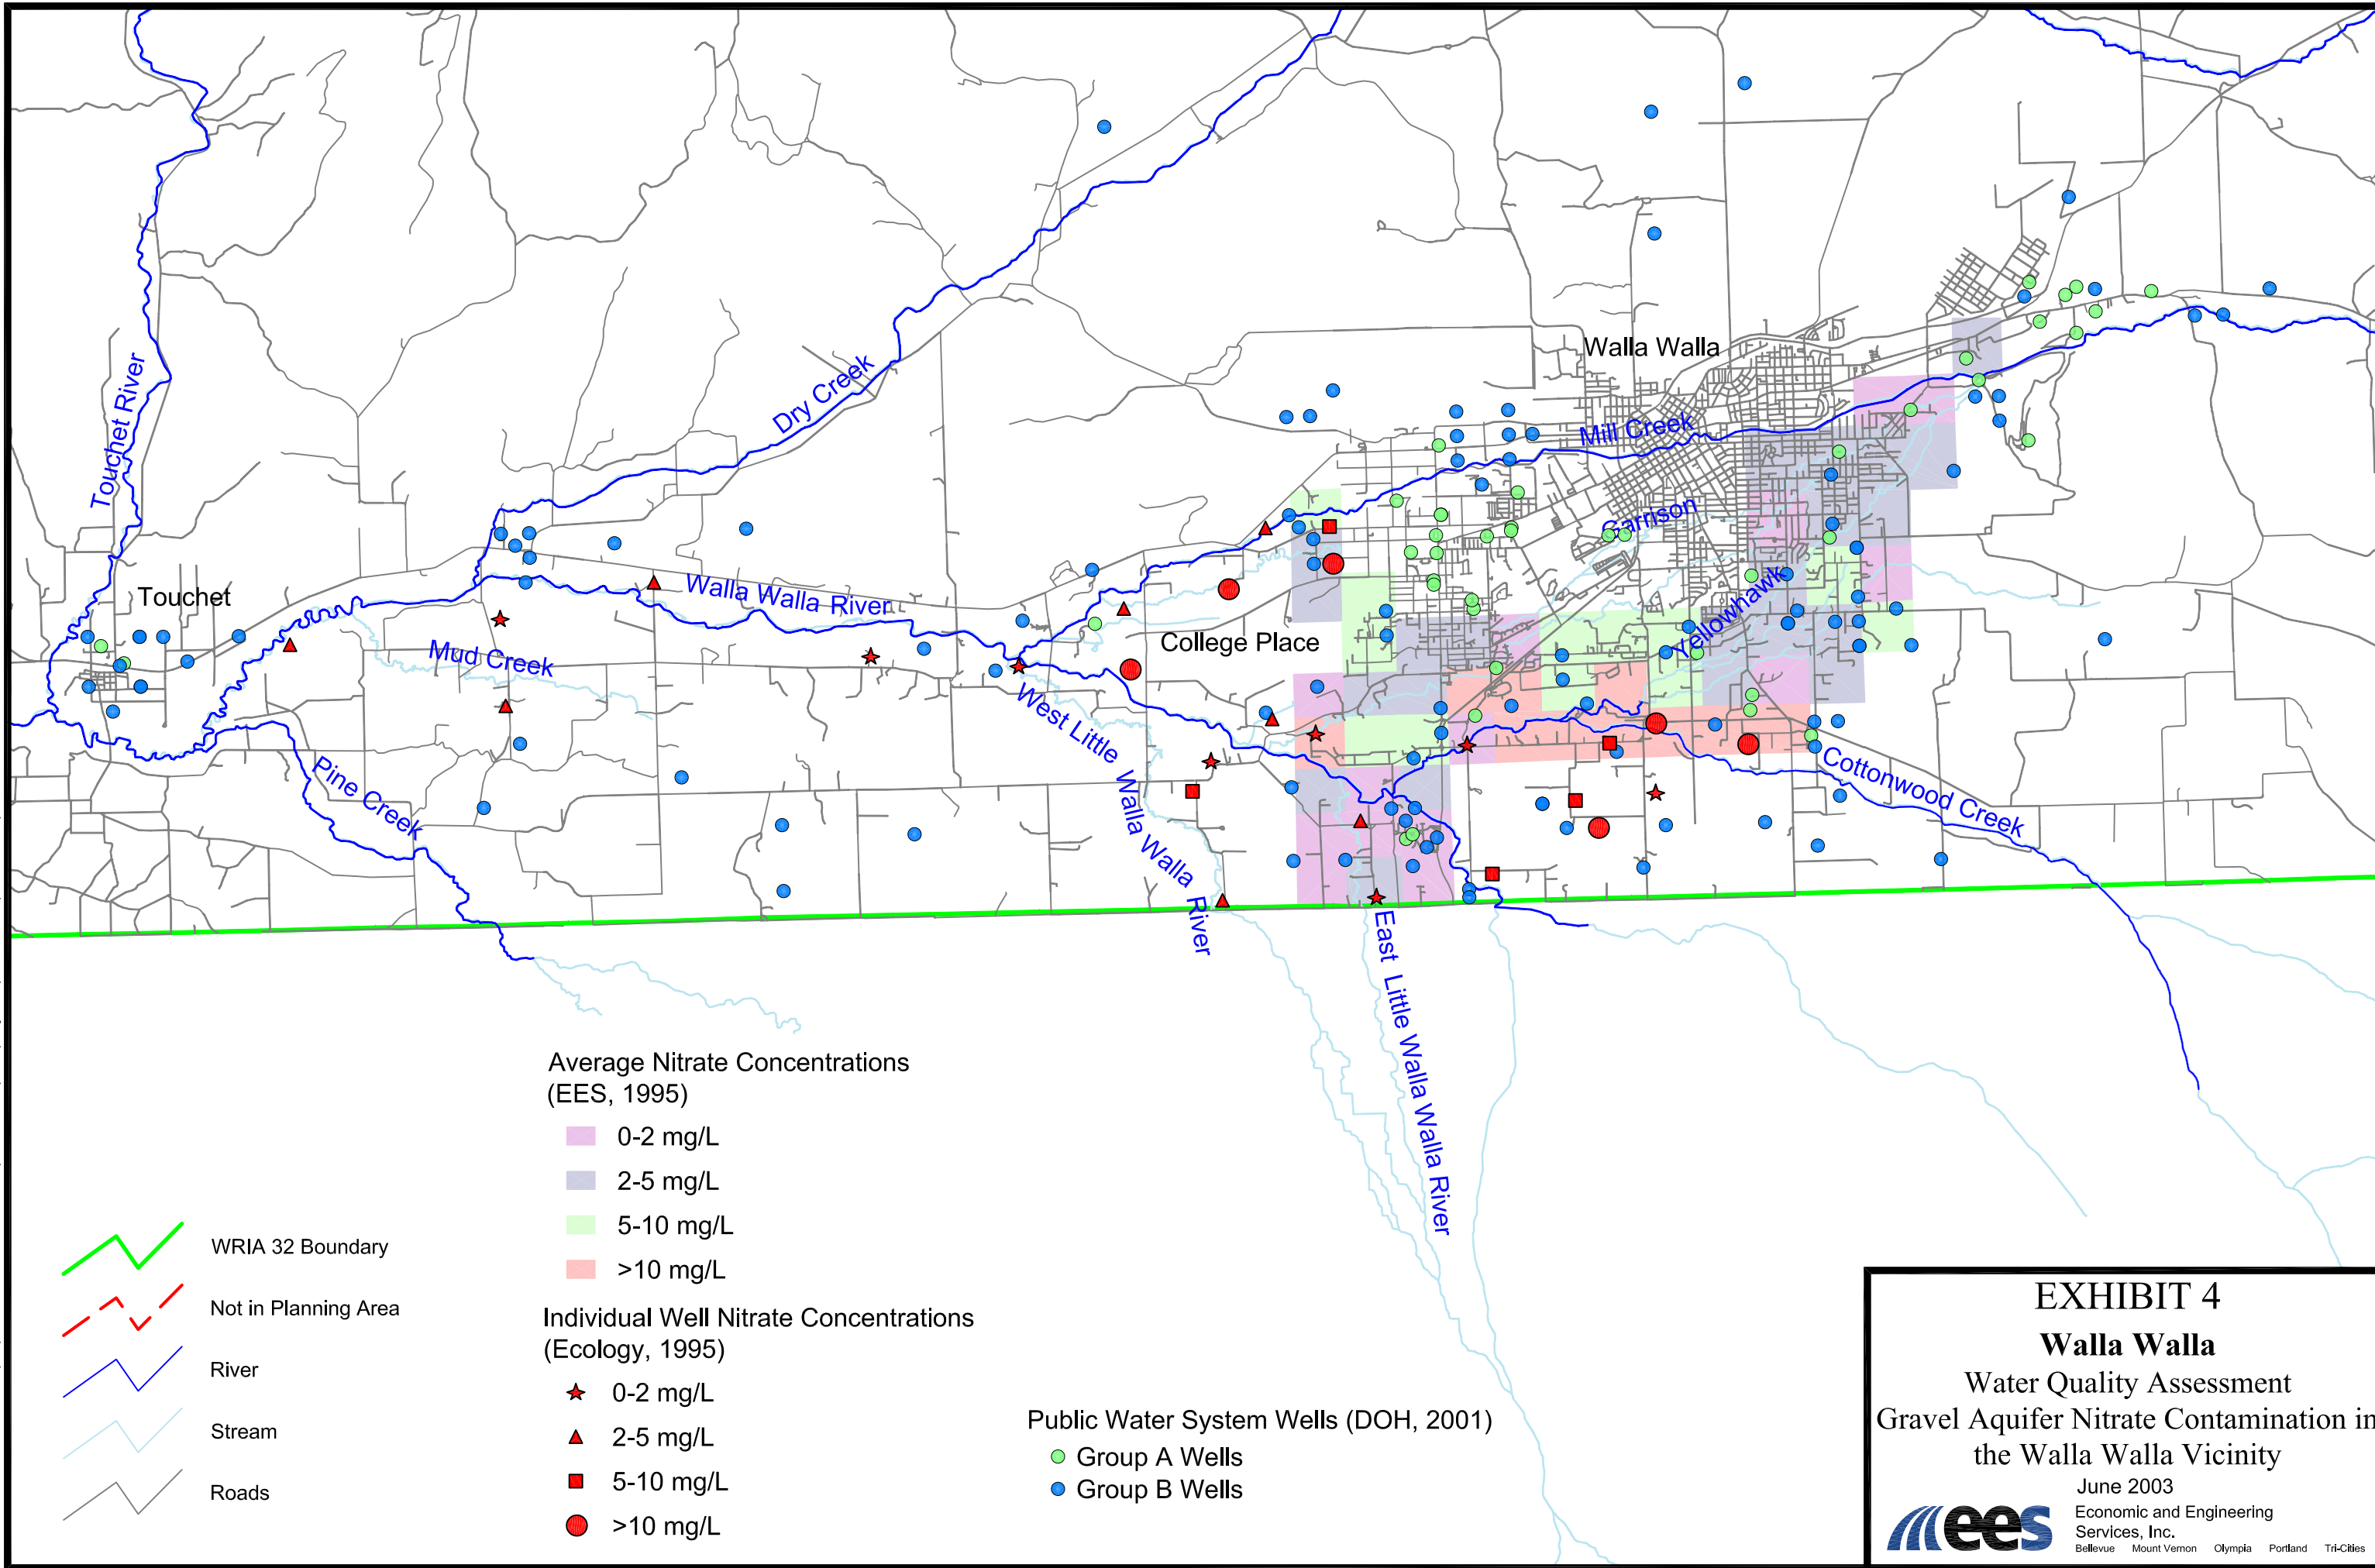 Walla Walla
Dry Creek
Mill Creek
Touchet River
Garrison
Touchet
Walla Walla River
Yellowhawk
College Place
Mud Creek
West Little Walla Walla River
Pine Creek
Cottonwood Creek
East Little Walla Walla River
Average Nitrate Concentrations
(EES, 1995)
0-2 mg/L
2-5 mg/L
5-10 mg/L
>10 mg/L
WRIA 32 Boundary
Not in Planning Area
River
Stream
Roads
Individual Well Nitrate Concentrations
(Ecology, 1995)
0-2 mg/L
2-5 mg/L
5-10 mg/L
>10 mg/L
Public Water System Wells (DOH, 2001)
Group A Wells
Group B Wells
EXHIBIT 4
Walla Walla
Water Quality Assessment
Gravel Aquifer Nitrate Contamination in
the Walla Walla Vicinity
June 2003
ees
Economic and Engineering
Services, Inc.
Bellevue Mount Vernon Olympia Portland Tri-Cities